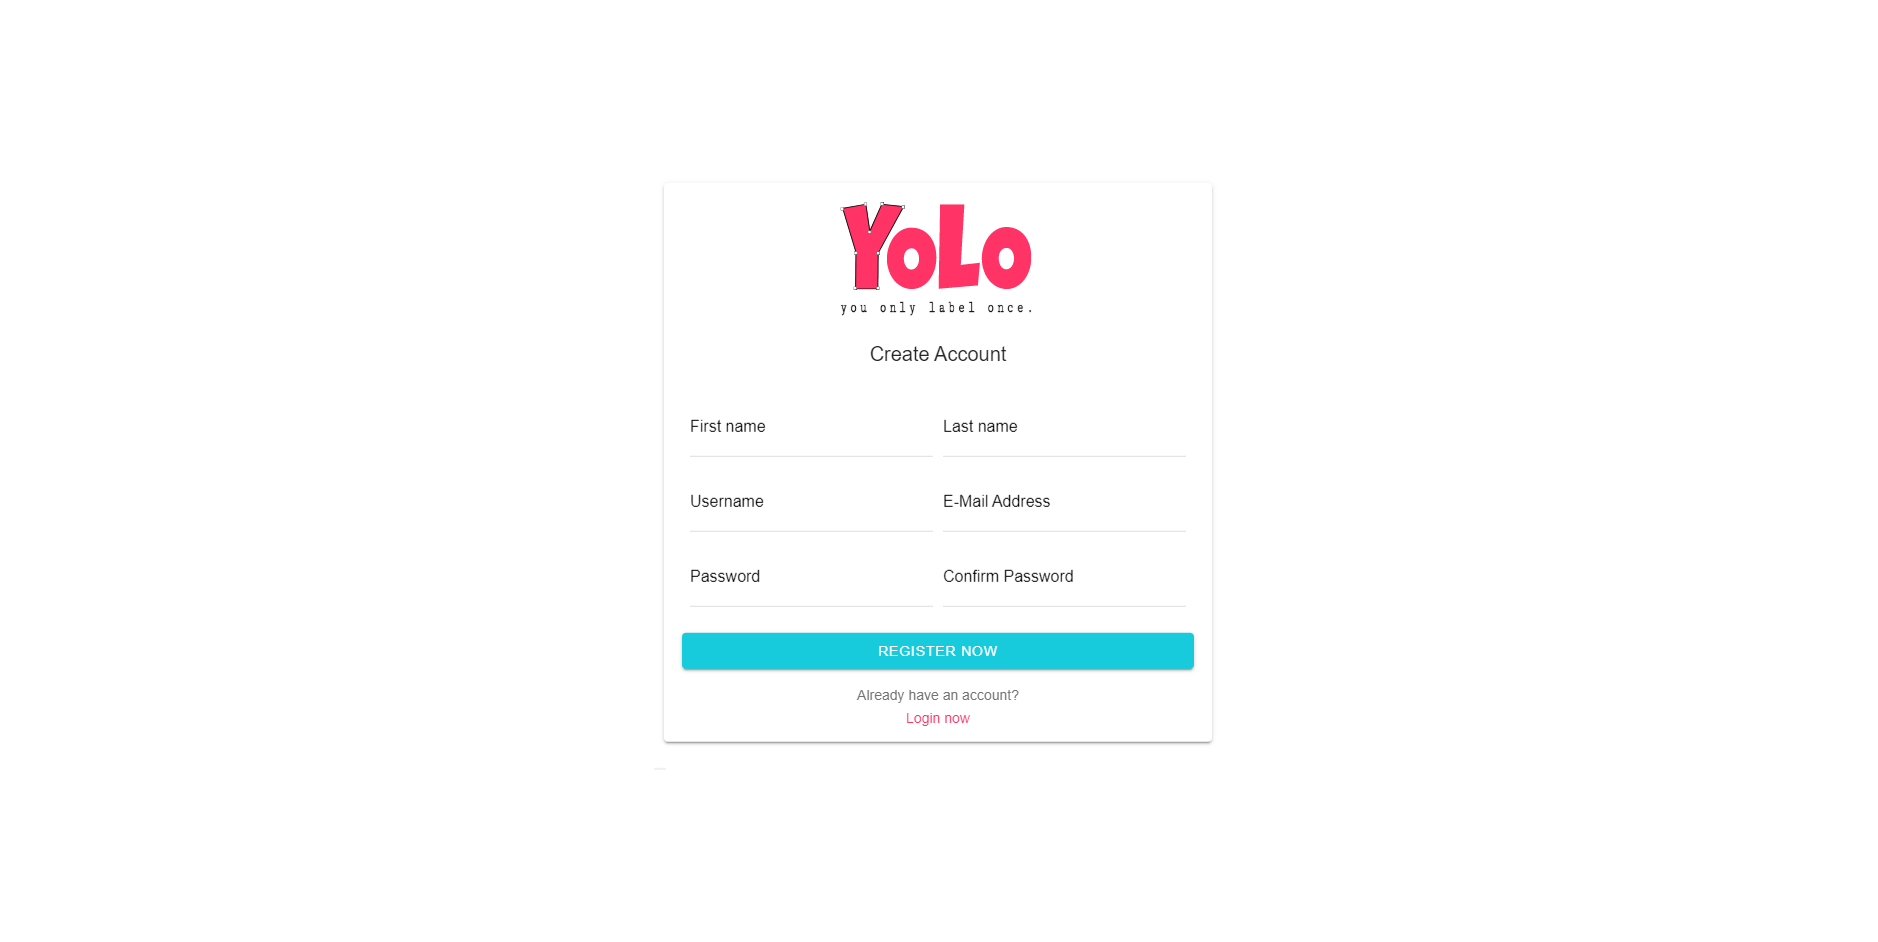 YoLo
you only label once.
Create Account
First name Last name
Username E-Mail Address
Password Confirm Password
REGISTER NOW
Already have an account?
Login now